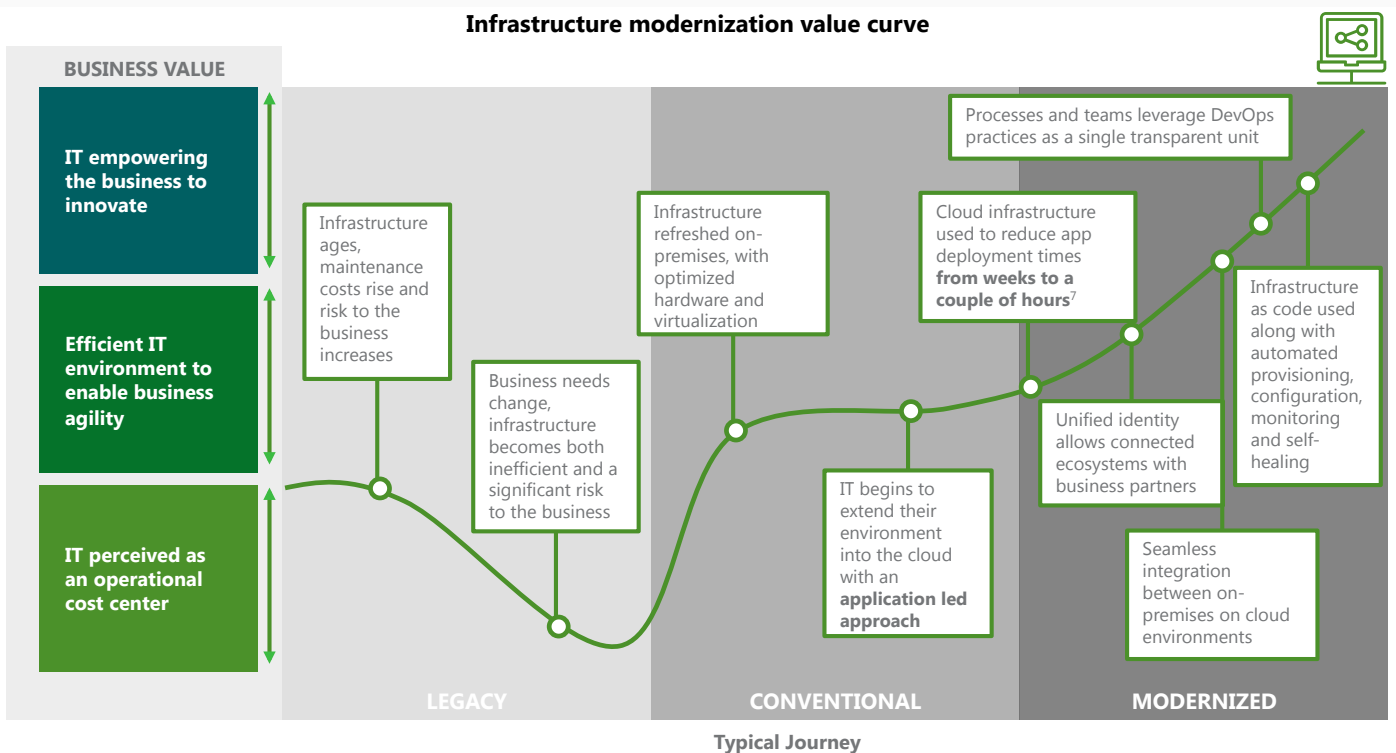 Infrastructure modernization value curve
BUSINESS VALUE
IT empowering
the business to
innovate
Efficient IT
environment to
enable business
agility
IT perceived as
an operational
cost center
Infrastructure
ages,
maintenance
costs rise and
risk to the
business
increases
Business needs
change,
infrastructure
becomes both
inefficient and a
significant risk
to the business
Infrastructure
refreshed on-
premises, with
optimized
hardware and
virtualization
IT begins to
extend their
environment
into the cloud
with an
application led
approach
Cloud infrastructure
used to reduce app
deployment times
from weeks to a
couple of hours⁷
Unified identity
allows connected
ecosystems with
business partners
Seamless
integration
between on-
premises on cloud
environments
Processes and teams leverage DevOps
practices as a single transparent unit
Infrastructure
as code used
along with
automated
provisioning,
configuration,
monitoring
and self-
healing
LEGACY
CONVENTIONAL
MODERNIZED
Typical Journey